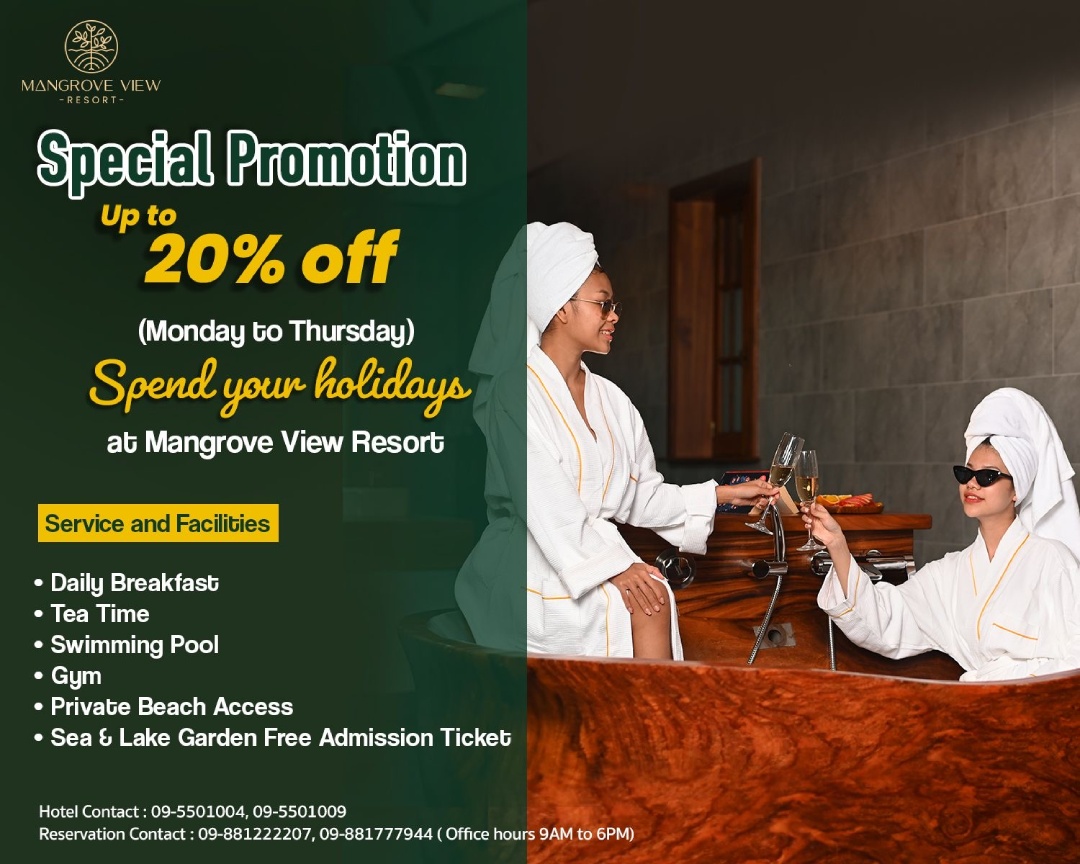 MANGROVE VIEW
-RESORT-
Special Promotion
Up to
20% off
(Monday to Thursday)
Spend your holidays
at Mangrove View Resort
Service and Facilities
• Daily Breakfast
• Tea Time
• Swimming Pool
• Gym
• Private Beach Access
• Sea & Lake Garden Free Admission Ticket
Hotel Contact : 09-5501004, 09-5501009
Reservation Contact : 09-881222207, 09-881777944 ( Office hours 9AM to 6PM)